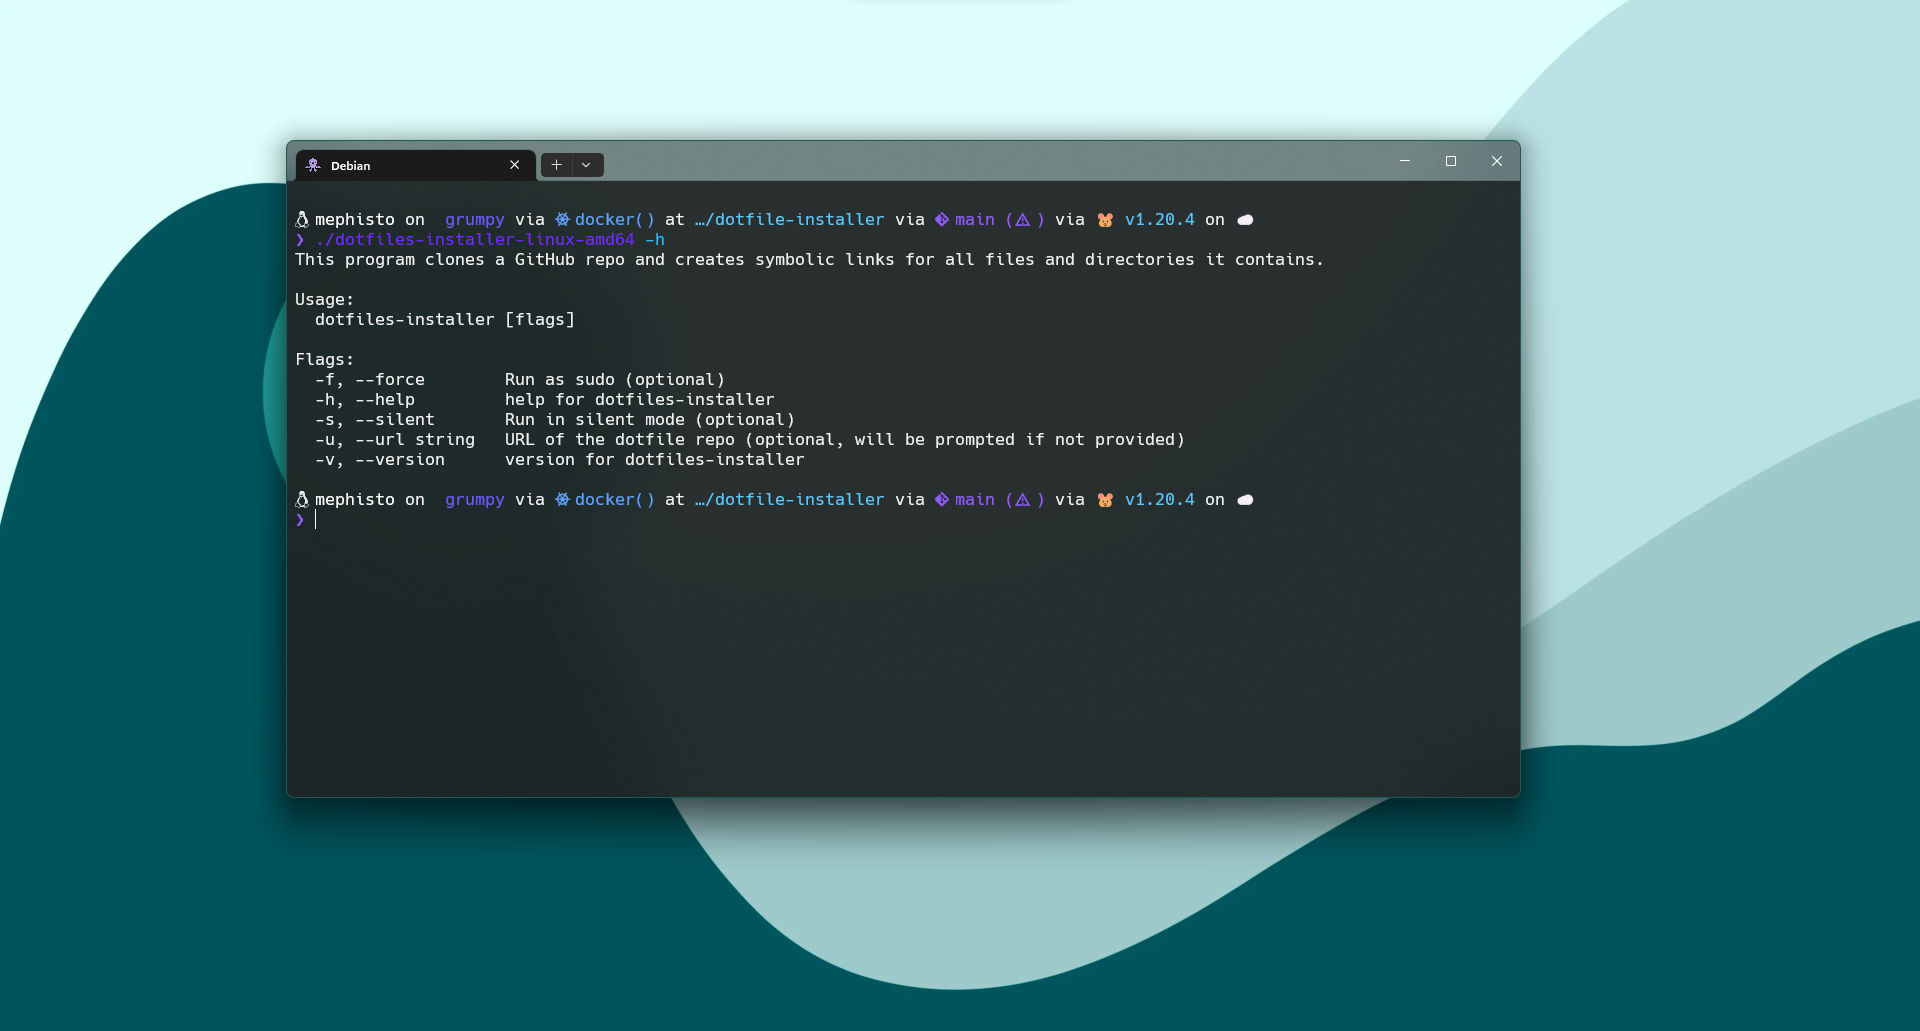 Debian
mephisto on grumpy via docker() at …/dotfile-installer via main (⚠ ) via 🐹 v1.20.4 on
❯ ./dotfiles-installer-linux-amd64 -h
This program clones a GitHub repo and creates symbolic links for all files and directories it contains.
Usage:
dotfiles-installer [flags]
Flags:
-f, --force Run as sudo (optional)
-h, --help help for dotfiles-installer
-s, --silent Run in silent mode (optional)
-u, --url string URL of the dotfile repo (optional, will be prompted if not provided)
-v, --version version for dotfiles-installer
mephisto on grumpy via docker() at …/dotfile-installer via main (⚠ ) via 🐹 v1.20.4 on
❯